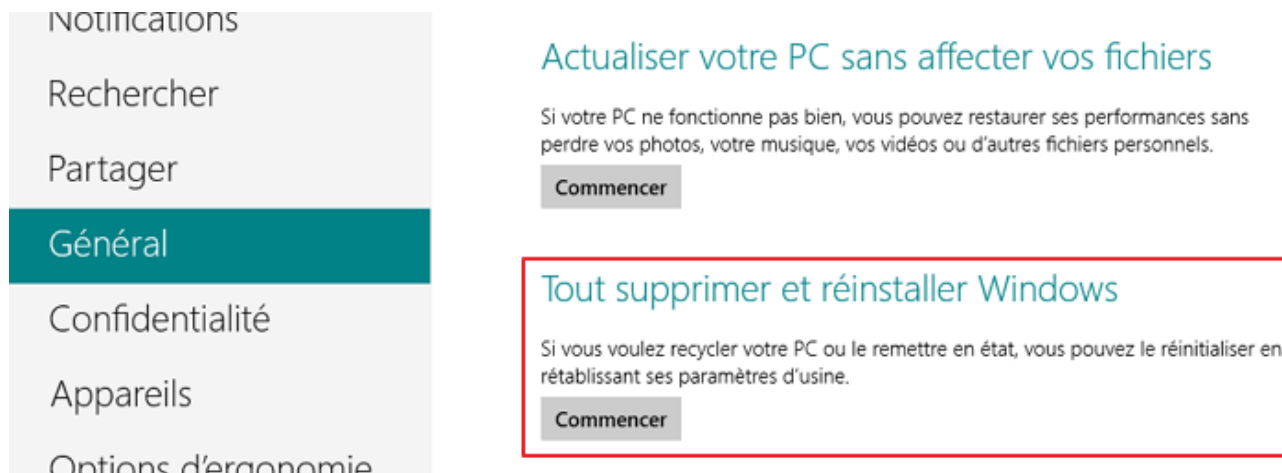 Notifications
Rechercher
Partager
Général
Confidentialité
Appareils
Options d'ergonomie
Actualiser votre PC sans affecter vos fichiers
Si votre PC ne fonctionne pas bien, vous pouvez restaurer ses performances sans
perdre vos photos, votre musique, vos vidéos ou d'autres fichiers personnels.
Commencer
Tout supprimer et réinstaller Windows
Si vous voulez recycler votre PC ou le remettre en état, vous pouvez le réinitialiser en
rétablissant ses paramètres d'usine.
Commencer